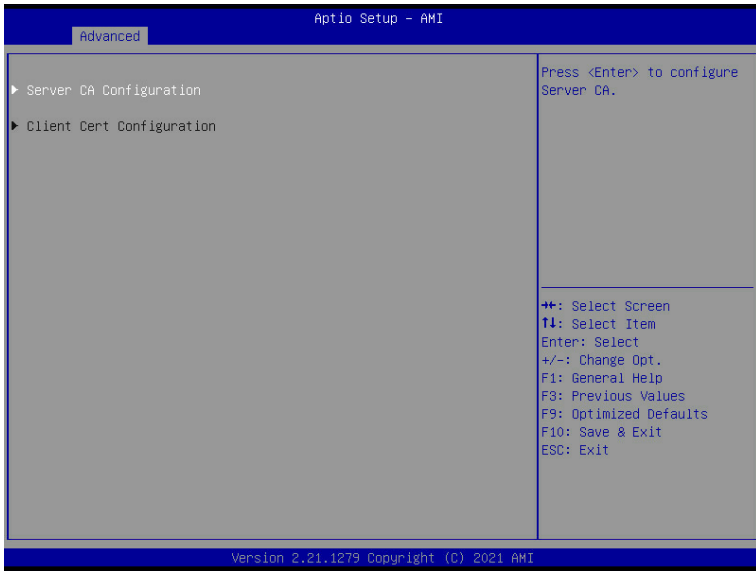 Aptio Setup – AMI
Advanced
▶ Server CA Configuration
▶ Client Cert Configuration
Press <Enter> to configure
Server CA.
→←: Select Screen
↑↓: Select Item
Enter: Select
+/-: Change Opt.
F1: General Help
F3: Previous Values
F9: Optimized Defaults
F10: Save & Exit
ESC: Exit
Version 2.21.1279 Copyright (C) 2021 AMI